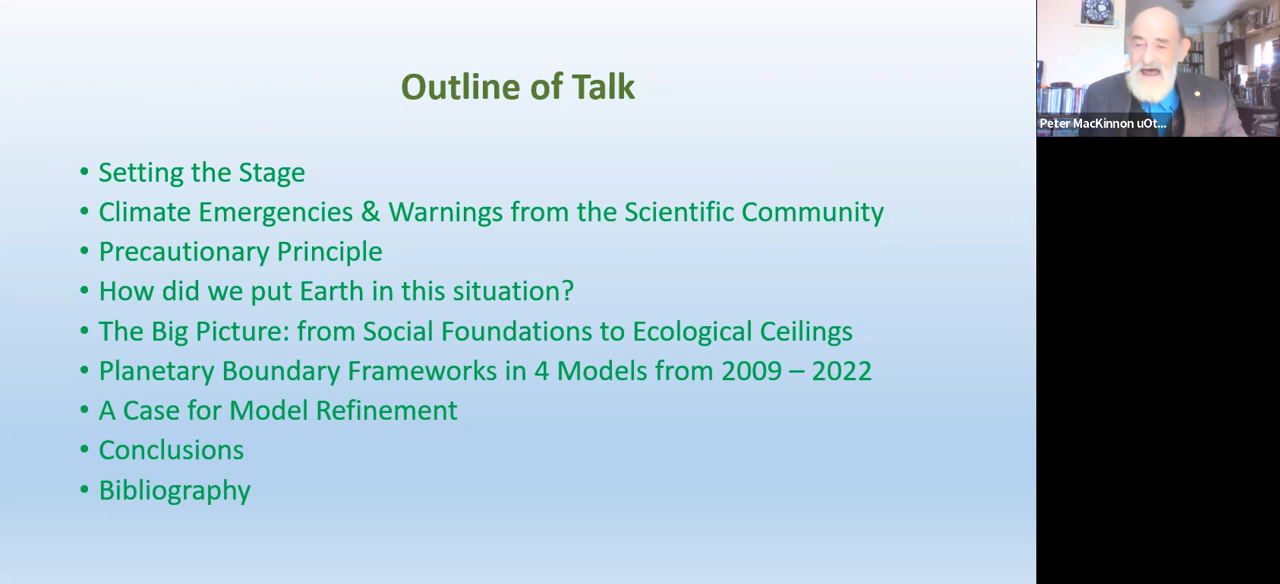 Outline of Talk
• Setting the Stage
• Climate Emergencies & Warnings from the Scientific Community
• Precautionary Principle
• How did we put Earth in this situation?
• The Big Picture: from Social Foundations to Ecological Ceilings
• Planetary Boundary Frameworks in 4 Models from 2009 – 2022
• A Case for Model Refinement
• Conclusions
• Bibliography
Peter MacKinnon uOt...